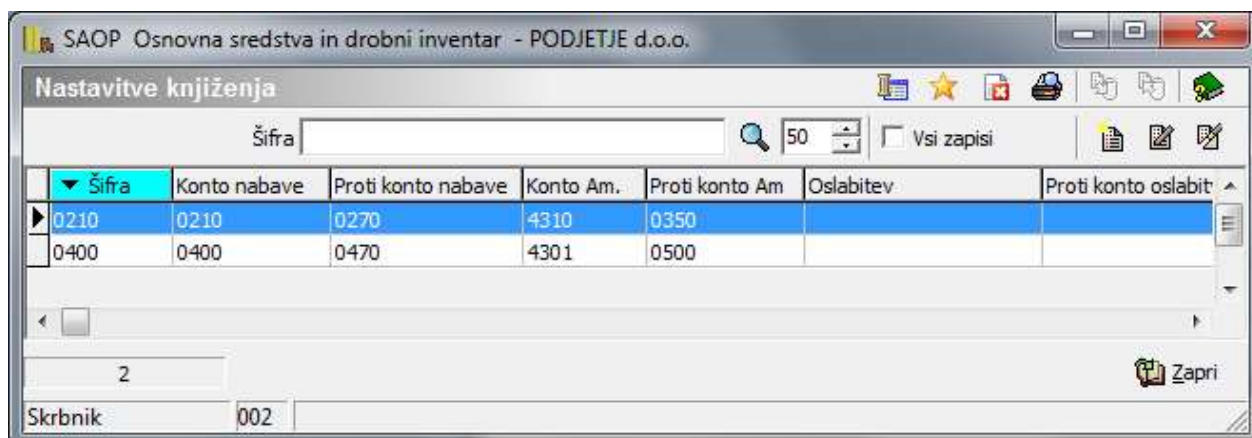 SAOP Osnovna sredstva in drobni inventar - PODJETJE d.o.o.
Nastavitve knjiženja
Šifra 50 Vsi zapisi
Šifra Konto nabave Proti konto nabave Konto Am. Proti konto Am Oslabitev Proti konto oslabit
0210 0210 0270 4310 0350
0400 0400 0470 4301 0500
2 Zapri
Skrbnik 002